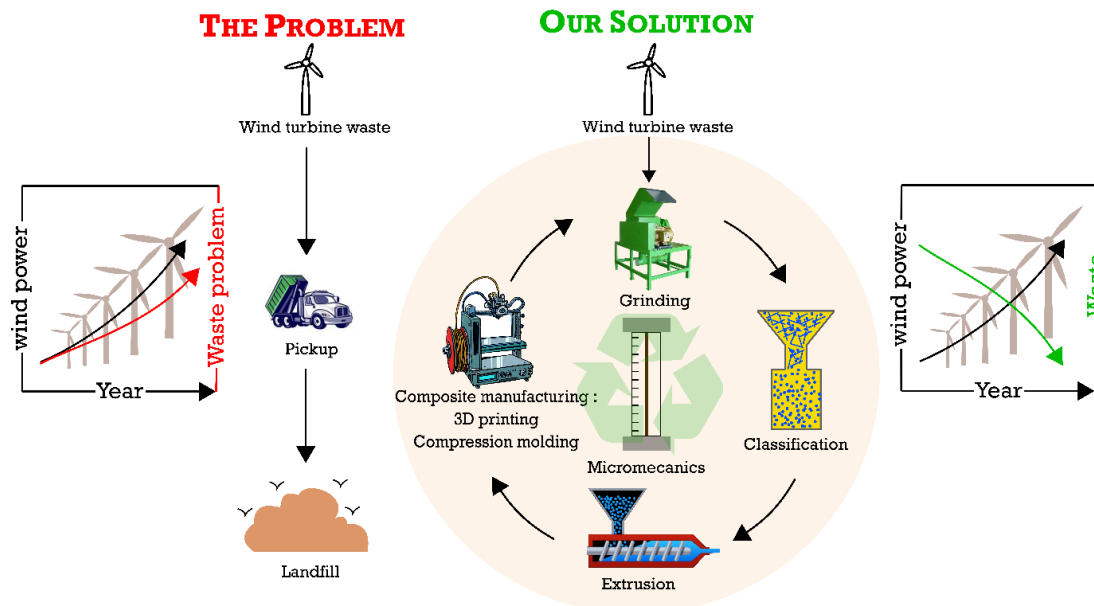 THE PROBLEM
OUR SOLUTION
Wind turbine waste
Wind turbine waste
wind power
Waste problem
Year
Pickup
Landfill
Grinding
Classification
Extrusion
Composite manufacturing :
3D printing
Compression molding
Micromecanics
wind power
Waste
Year